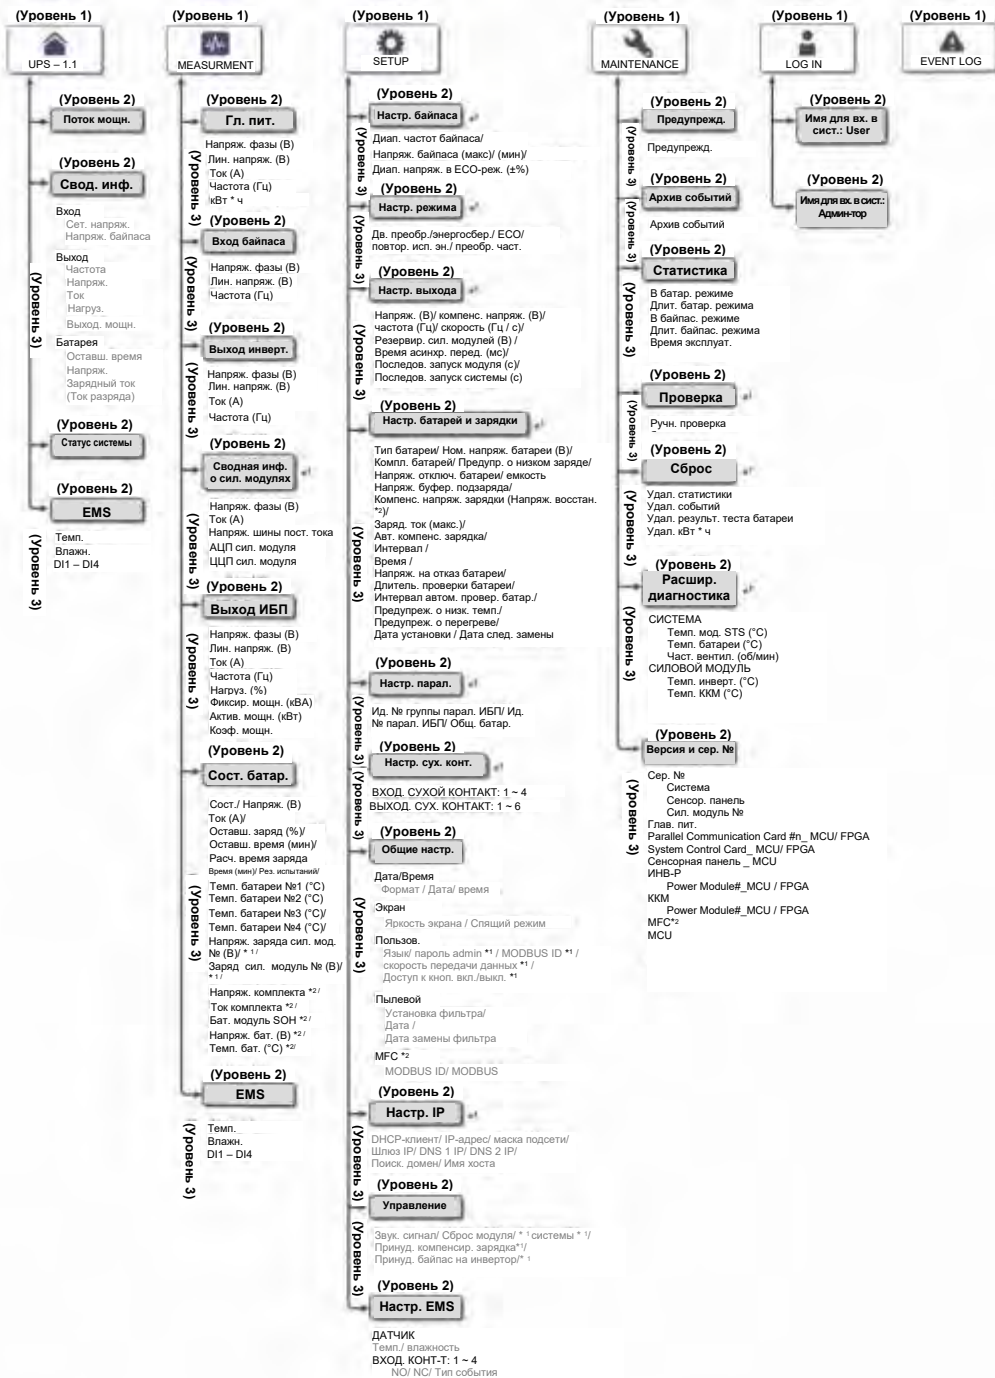 (Уровень 1)
UPS – 1.1
(Уровень 2)
Поток мощн.
(Уровень 2)
Свод. инф.
(Уровень 3)
Вход
Сет. напряж.
Напряж. байпаса
Выход
Частота
Напряж.
Ток
Нагруз.
Выход. мощн.
Батарея
Оставш. время
Напряж.
Зарядный ток
(Ток разряда)
(Уровень 2)
Статус системы
(Уровень 2)
EMS
(Уровень 3)
Темп.
Влажн.
DI1 – DI4
(Уровень 1)
MEASURMENT
(Уровень 2)
Гл. пит.
(Уровень 3)
Напряж. фазы (В)
Лин. напряж. (В)
Ток (А)
Частота (Гц)
кВт * ч
(Уровень 2)
Вход байпаса
(Уровень 3)
Напряж. фазы (В)
Лин. напряж. (В)
Частота (Гц)
(Уровень 2)
Выход инверт.
(Уровень 3)
Напряж. фазы (В)
Лин. напряж. (В)
Ток (А)
Частота (Гц)
(Уровень 2)
Сводная инф.
о сил. модулях *1
(Уровень 3)
Напряж. фазы (В)
Ток (А)
Напряж. шины пост. тока
АЦП сил. модуля
ЦЦП сил. модуля
(Уровень 2)
Выход ИБП
(Уровень 3)
Напряж. фазы (В)
Лин. напряж. (В)
Ток (А)
Частота (Гц)
Нагруз. (%)
Фиксир. мощн. (кВА)
Актив. мощн. (кВт)
Коэф. мощн.
(Уровень 2)
Сост. батар.
(Уровень 3)
Сост./ Напряж. (В)
Ток (А)/
Оставш. заряд (%)/
Оставш. время (мин)/
Расч. время заряда
Время (мин)/ Рез. испытаний/
Темп. батареи №1 (°C)
Темп. батареи №2 (°C)
Темп. батареи №3 (°C)/
Темп. батареи №4 (°C)/
Напряж. заряда сил. мод.
№ (В)/ *1/
Заряд сил. модуль № (В)/
*1/
Напряж. комплекта *2/
Ток комплекта *2/
Бат. модуль SOH *2/
Напряж. бат. (В) *2/
Темп. бат. (°C) *2/
(Уровень 2)
EMS
(Уровень 3)
Темп.
Влажн.
DI1 – DI4
(Уровень 1)
SETUP
(Уровень 2)
Настр. байпаса *1
(Уровень 3)
Диап. частот байпаса/
Напряж. байпаса (макс)/ (мин)/
Диап. напряж. в ECO-реж. (±%)
(Уровень 2)
Настр. режима *1
(Уровень 3)
Дв. преобр./энергосбер./ ECO/
повтор. исп. эн./ преобр. част.
(Уровень 2)
Настр. выхода *1
(Уровень 3)
Напряж. (В)/ компенс. напряж. (В)/
частота (Гц)/ скорость (Гц / с)/
Резервир. сил. модулей (В) /
Время асинхр. перед. (мс)/
Последов. запуск модуля (с)/
Последов. запуск системы (с)
(Уровень 2)
Настр. батарей и зарядки *1
(Уровень 3)
Тип батареи/ Ном. напряж. батареи (В)/
Компл. батарей/ Предупр. о низком заряде/
Напряж. отключ. батареи/ емкость
Напряж. буфер. подзаряда/
Компенс. напряж. зарядки (Напряж. восстан.
*2)/
Заряд. ток (макс.)/
Авт. компенс. зарядка/
Интервал /
Время /
Напряж. на отказ батареи/
Длитель. проверки батареи/
Интервал автом. провер. батар./
Предупреж. о низк. темп./
Предупреж. о перегреве/
Дата установки / Дата след. замены
(Уровень 2)
Настр. парал. *1
(Уровень 3)
Ид. № группы парал. ИБП/ Ид.
№ парал. ИБП/ Общ. батар.
(Уровень 2)
Настр. сух. конт. *1
(Уровень 3)
ВХОД. СУХОЙ КОНТАКТ: 1 ~ 4
ВЫХОД. СУХ. КОНТАКТ: 1 ~ 6
(Уровень 2)
Общие настр.
(Уровень 3)
Дата/Время
Формат / Дата/ время
Экран
Яркость экрана / Спящий режим
Пользов.
Язык/ пароль admin *1 / MODBUS ID *1 /
скорость передачи данных *1 /
Доступ к кноп. вкл./выкл. *1
Пылевой
Установка фильтра/
Дата /
Дата замены фильтра
MFC *2
MODBUS ID/ MODBUS
(Уровень 2)
Настр. IP *1
(Уровень 3)
DHCP-клиент/ IP-адрес/ маска подсети/
Шлюз IP/ DNS 1 IP/ DNS 2 IP/
Поиск. домен/ Имя хоста
(Уровень 2)
Управление
(Уровень 3)
Звук. сигнал/ Сброс модуля/ *1 системы *1/
Принуд. компенсир. зарядка*1/
Принуд. байпас на инвертор/* 1
(Уровень 2)
Настр. EMS
ДАТЧИК
Темп./ влажность
ВХОД. КОНТ-Т: 1 ~ 4
NO/ NC/ Тип события
(Уровень 1)
MAINTENANCE
(Уровень 2)
Предупрежд.
(Уровень 3)
Предупрежд.
(Уровень 2)
Архив событий
(Уровень 3)
Архив событий
(Уровень 2)
Статистика
(Уровень 3)
В батар. режиме
Длит. батар. режима
В байпас. режиме
Длит. байпас. режима
Время эксплуат.
(Уровень 2)
Проверка *1
(Уровень 3)
Ручн. проверка
(Уровень 2)
Сброс *1
(Уровень 3)
Удал. статистики
Удал. событий
Удал. результ. теста батареи
Удал. кВт * ч
(Уровень 2)
Расшир.
диагностика *1
(Уровень 3)
СИСТЕМА
Темп. мод. STS (°C)
Темп. батареи (°C)
Част. вентил. (об/мин)
СИЛОВОЙ МОДУЛЬ
Темп. инверт. (°C)
Темп. ККМ (°C)
(Уровень 2)
Версия и сер. №
(Уровень 3)
Сер. №
Система
Сенсор. панель
Сил. модуль №
Глав. пит.
Parallel Communication Card #n_ MCU/ FPGA
System Control Card_ MCU/ FPGA
Сенсорная панель _ MCU
ИНВ-Р
Power Module#_MCU / FPGA
ККМ
Power Module#_MCU / FPGA
MFC*2
MCU
(Уровень 1)
LOG IN
(Уровень 2)
Имя для вх. в
сист.: User
(Уровень 2)
Имя для вх. в сист.:
Админ-тор
(Уровень 1)
EVENT LOG